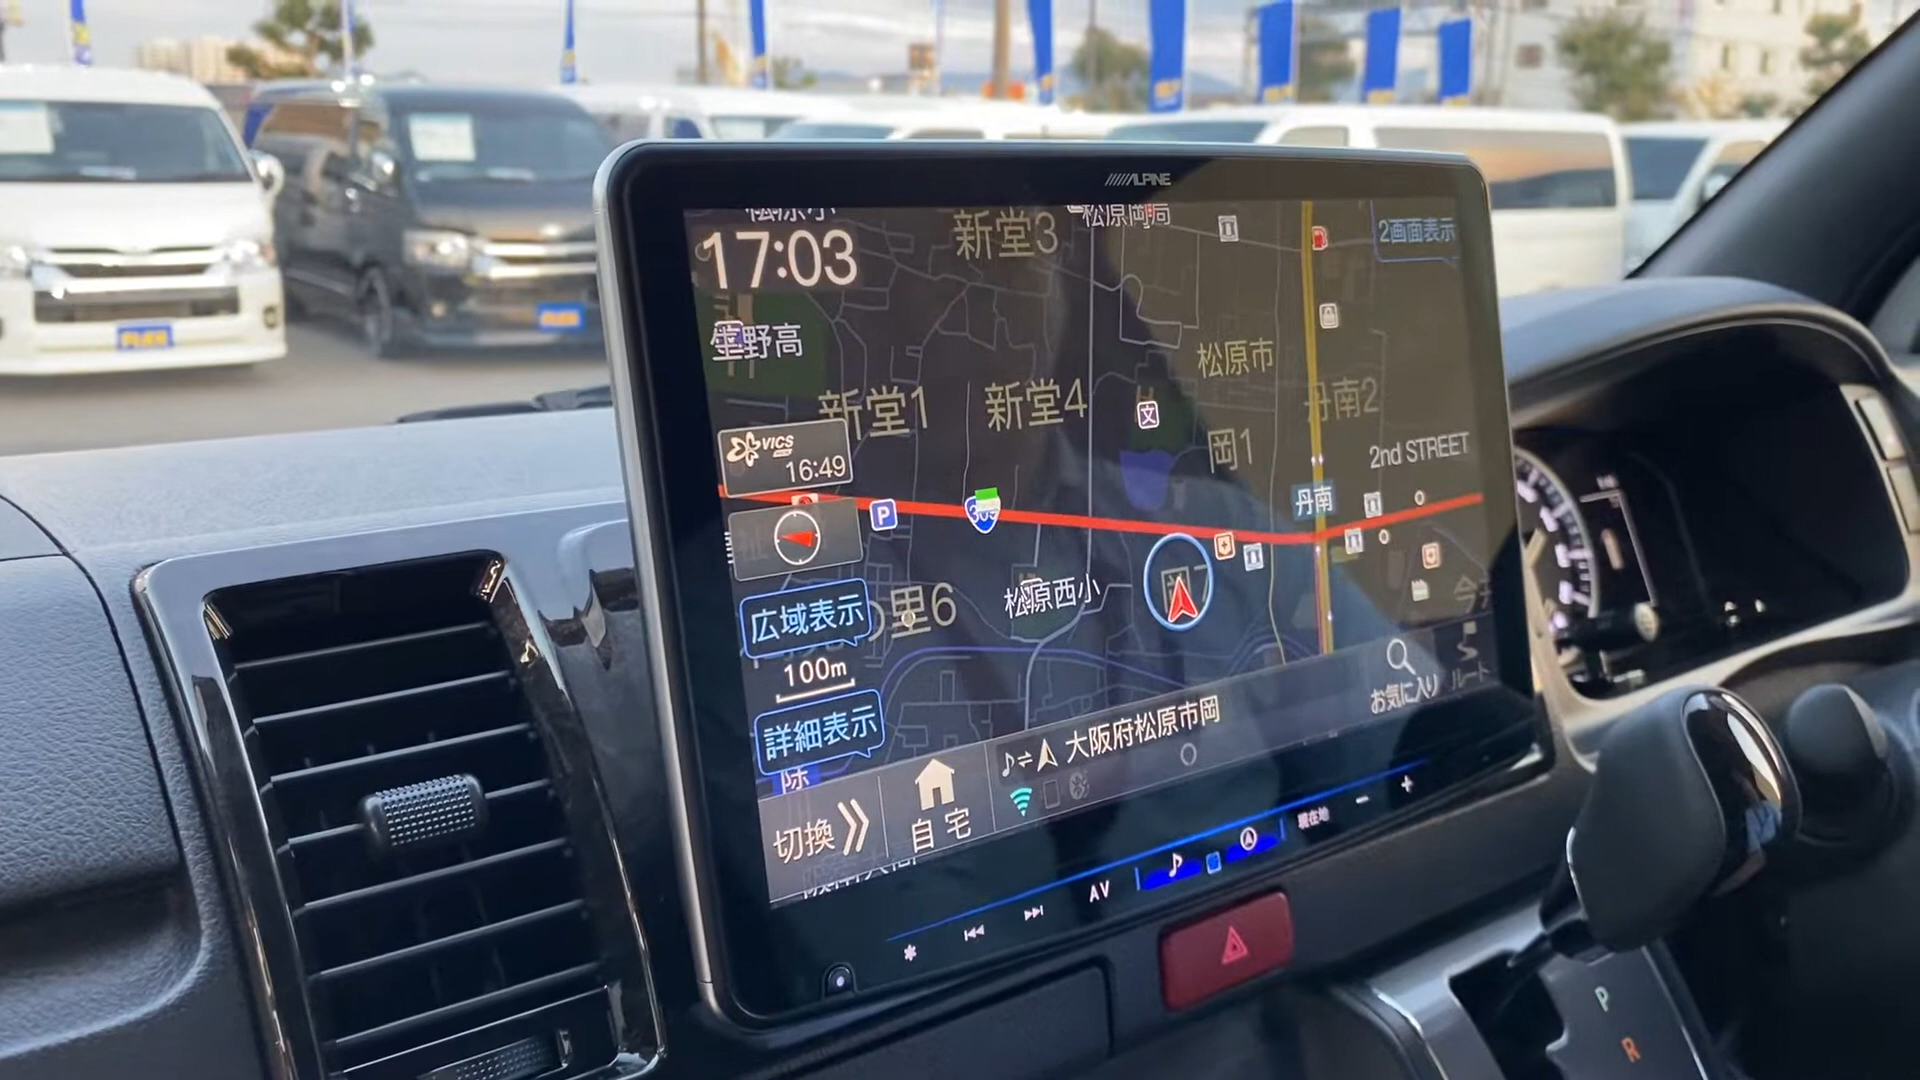 ALPINE
松原岡局
17:03
新堂3
2画面表示
野高
松原市
新堂1
新堂4
丹南2
岡1
2nd STREET
VICS
16:49
P
文
丹南
広域表示
の里6
松原西小
100m
詳細表示
お気に入り
ルート
大阪府松原市岡
切換
自宅
現在地
AV
P
R